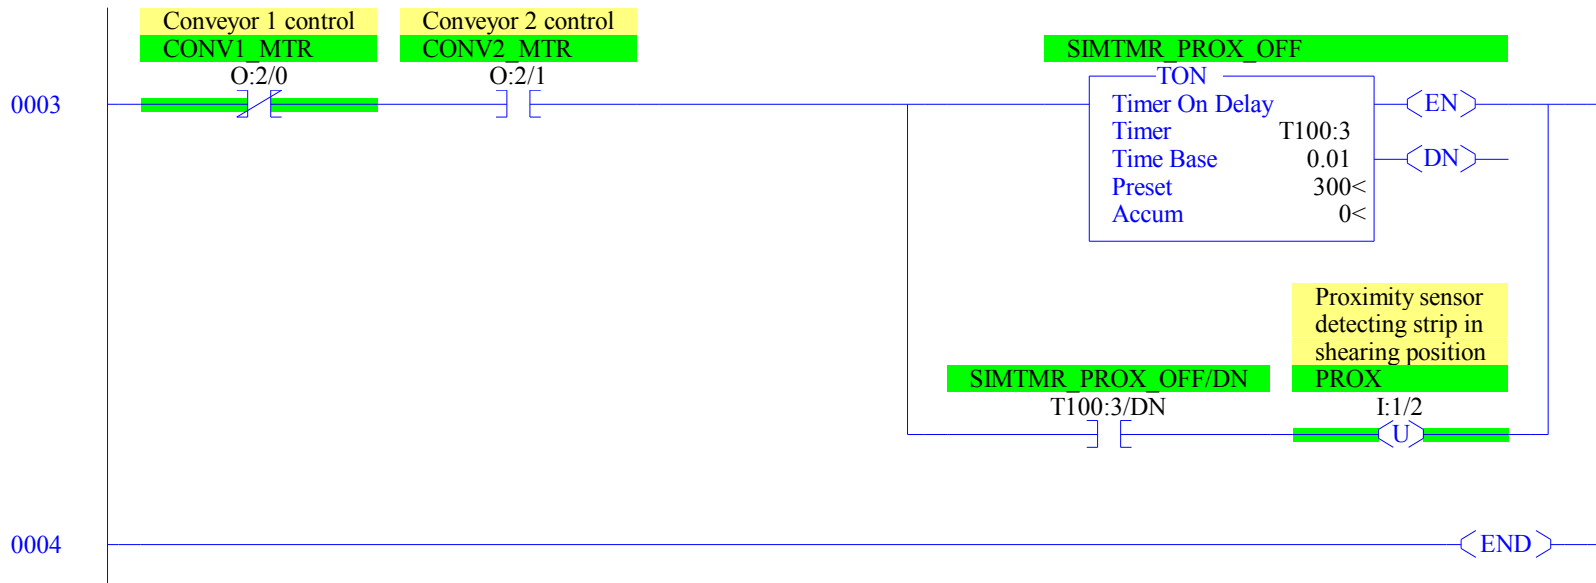 Conveyor 1 control
CONV1_MTR
O:2/0
Conveyor 2 control
CONV2_MTR
O:2/1
0003
SIMTMR_PROX_OFF
TON
Timer On Delay
Timer T100:3
Time Base 0.01
Preset 300<
Accum 0<
EN
DN
SIMTMR_PROX_OFF/DN
T100:3/DN
Proximity sensor
detecting strip in
shearing position
PROX
I:1/2
U
0004
END